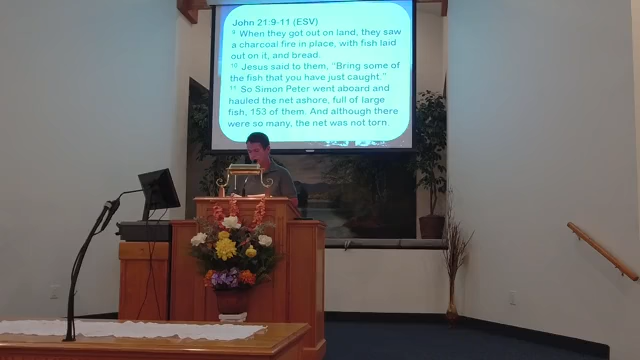 John 21:9-11 (ESV)
9 When they got out on land, they saw
a charcoal fire in place, with fish laid
out on it, and bread.
10 Jesus said to them, “Bring some of
the fish that you have just caught.”
11 So Simon Peter went aboard and
hauled the net ashore, full of large
fish, 153 of them. And although there
were so many, the net was not torn.